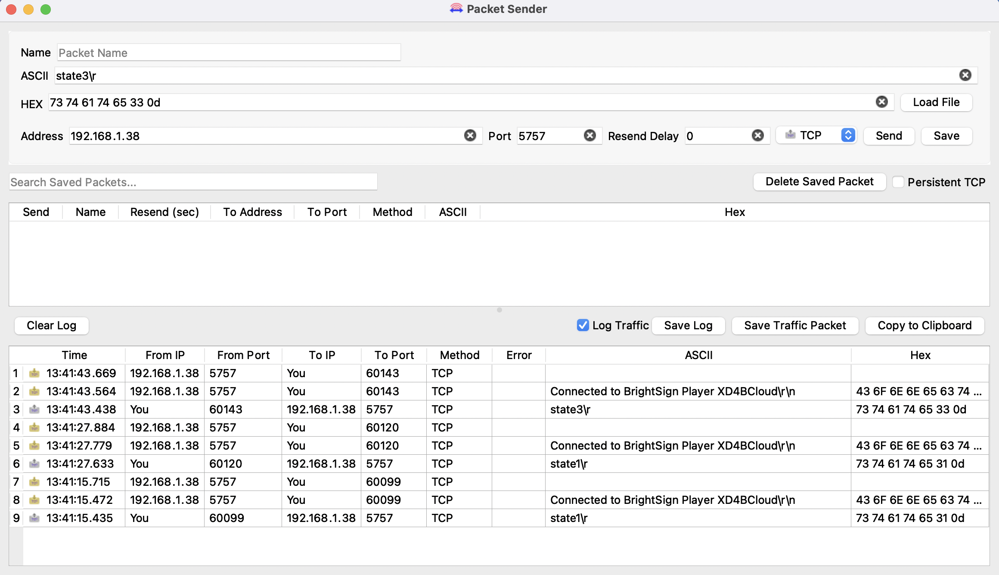 Packet Sender
Name Packet Name
ASCII state3\r
HEX 73 74 61 74 65 33 0d Load File
Address 192.168.1.38 Port 5757 Resend Delay 0 TCP Send Save
Search Saved Packets... Delete Saved Packet Persistent TCP
Send Name Resend (sec) To Address To Port Method ASCII Hex
Clear Log Log Traffic Save Log Save Traffic Packet Copy to Clipboard
Time From IP From Port To IP To Port Method Error ASCII Hex
1 13:41:43.669 192.168.1.38 5757 You 60143 TCP
2 13:41:43.564 192.168.1.38 5757 You 60143 TCP Connected to BrightSign Player XD4BCloud\r\n 43 6F 6E 6E 65 63 74 ...
3 13:41:43.438 You 60143 192.168.1.38 5757 TCP state3\r 73 74 61 74 65 33 0d
4 13:41:27.884 192.168.1.38 5757 You 60120 TCP
5 13:41:27.779 192.168.1.38 5757 You 60120 TCP Connected to BrightSign Player XD4BCloud\r\n 43 6F 6E 6E 65 63 74 ...
6 13:41:27.633 You 60120 192.168.1.38 5757 TCP state1\r 73 74 61 74 65 31 0d
7 13:41:15.715 192.168.1.38 5757 You 60099 TCP
8 13:41:15.472 192.168.1.38 5757 You 60099 TCP Connected to BrightSign Player XD4BCloud\r\n 43 6F 6E 6E 65 63 74 ...
9 13:41:15.435 You 60099 192.168.1.38 5757 TCP state1\r 73 74 61 74 65 31 0d